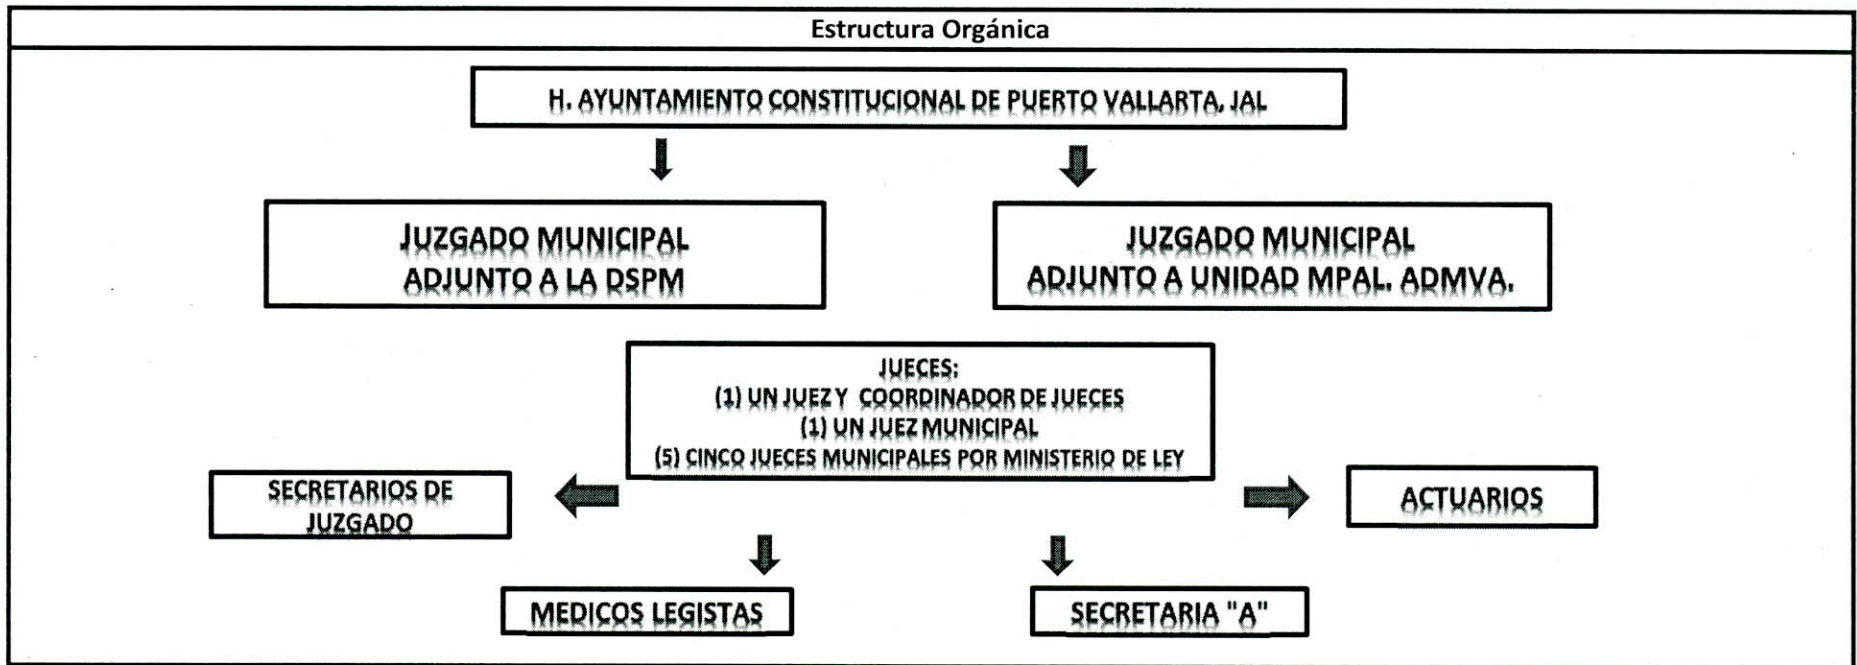 Estructura Orgánica
H. AYUNTAMIENTO CONSTITUCIONAL DE PUERTO VALLARTA, JAL
JUZGADO MUNICIPAL
ADJUNTO A LA DSPM
JUZGADO MUNICIPAL
ADJUNTO A UNIDAD MPAL. ADMVA.
JUECES:
(1) UN JUEZ Y COORDINADOR DE JUECES
(1) UN JUEZ MUNICIPAL
(5) CINCO JUECES MUNICIPALES POR MINISTERIO DE LEY
SECRETARIOS DE
JUZGADO
ACTUARIOS
MEDICOS LEGISTAS
SECRETARIA "A"